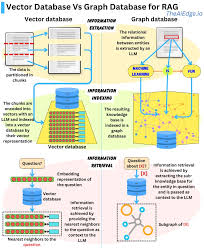 Vector Database Vs Graph Database for RAG
TheAiEdge.io
Vector database
Graph database
INFORMATION
EXTRACTION
The data is
partitioned in
chunks
The relational
information
between entities
is extracted by
an LLM
MACHINE
LEARNING
INFORMATION
INDEXING
The chunks are
encoded into
vectors with an
LLM and indexed
into a vector
database by
their vector
representation
The resulting
knowledge
base is
indexed in a
graph
database
INFORMATION
RETRIEVAL
Question?
Embedding
representation of
the question
Question
about [X]?
Information retrieval
is achieved by
extracting the sub-
knowledge base for
the entity in question
and is passed as
context to the LLM
Vector
database
Information
retrieval is
achieved by
providing the
nearest neighbors
to the question
Nearest neighbors to the
question
Subgraph of [X]